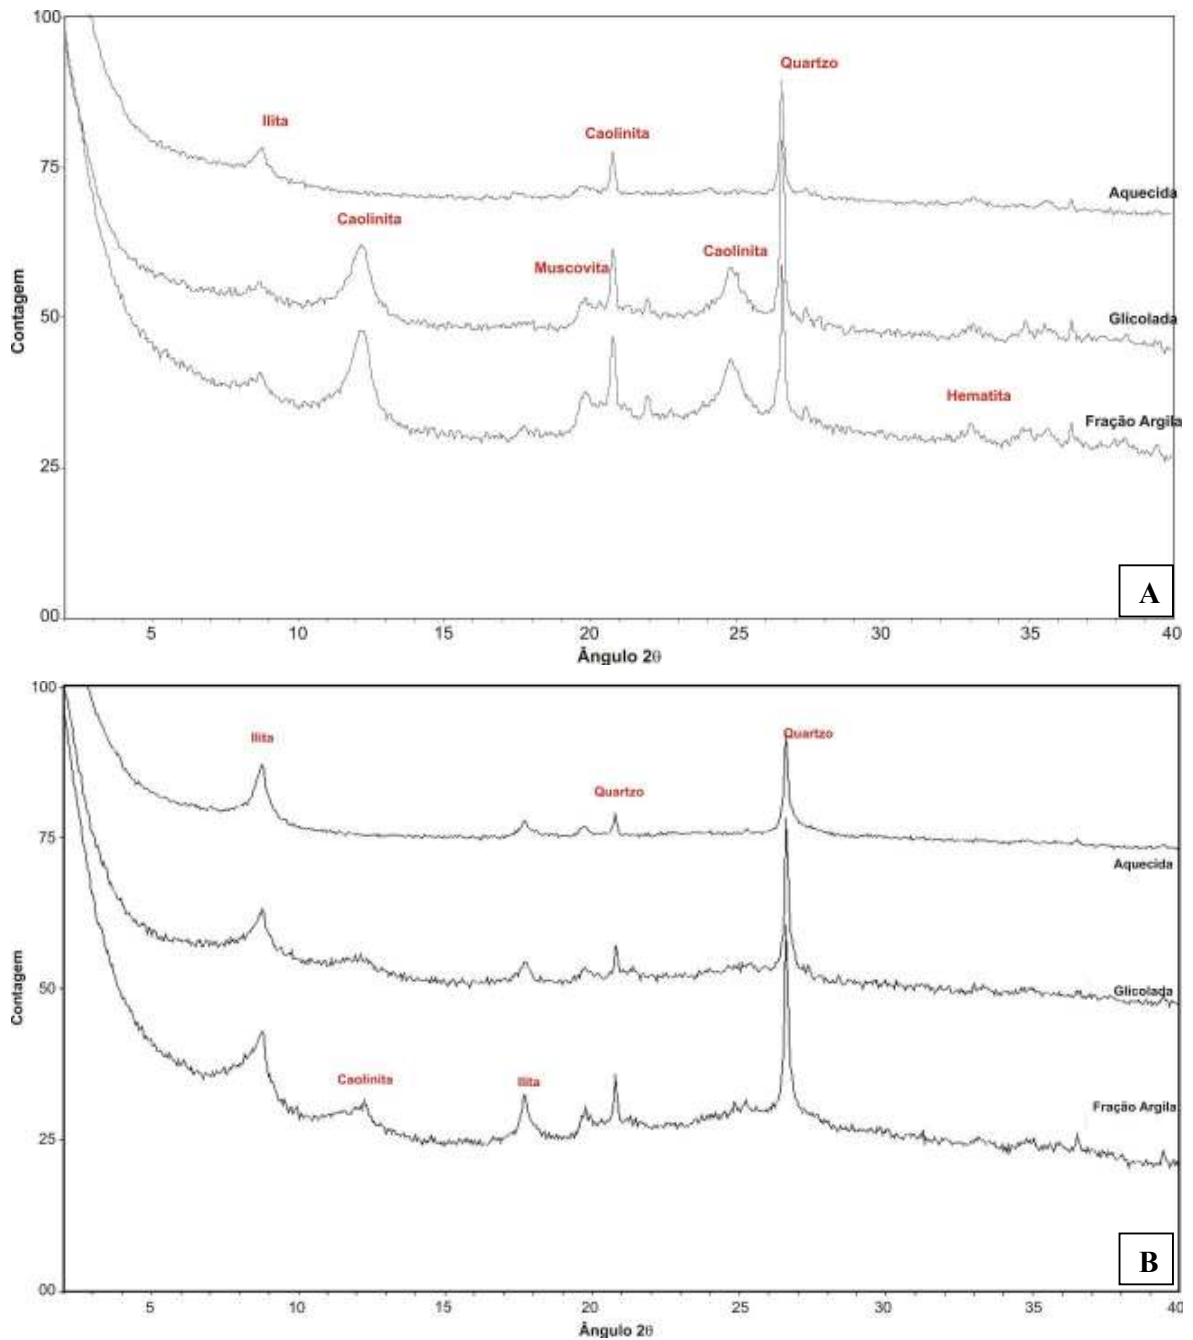 100
Quartzo
Ilita
Caolinita
75
Aquecida
Caolinita
Caolinita
Muscovita
Contagem
50
Glicolada
Hematita
Fração Argila
25
A
00
5
10
15
20
25
30
35
40
Ângulo 2θ
100
Ilita
Quartzo
Quartzo
75
Aquecida
Contagem
50
Glicolada
Caolinita
Ilita
Fração Argila
25
B
00
5
10
15
20
25
30
35
40
Ângulo 2θ